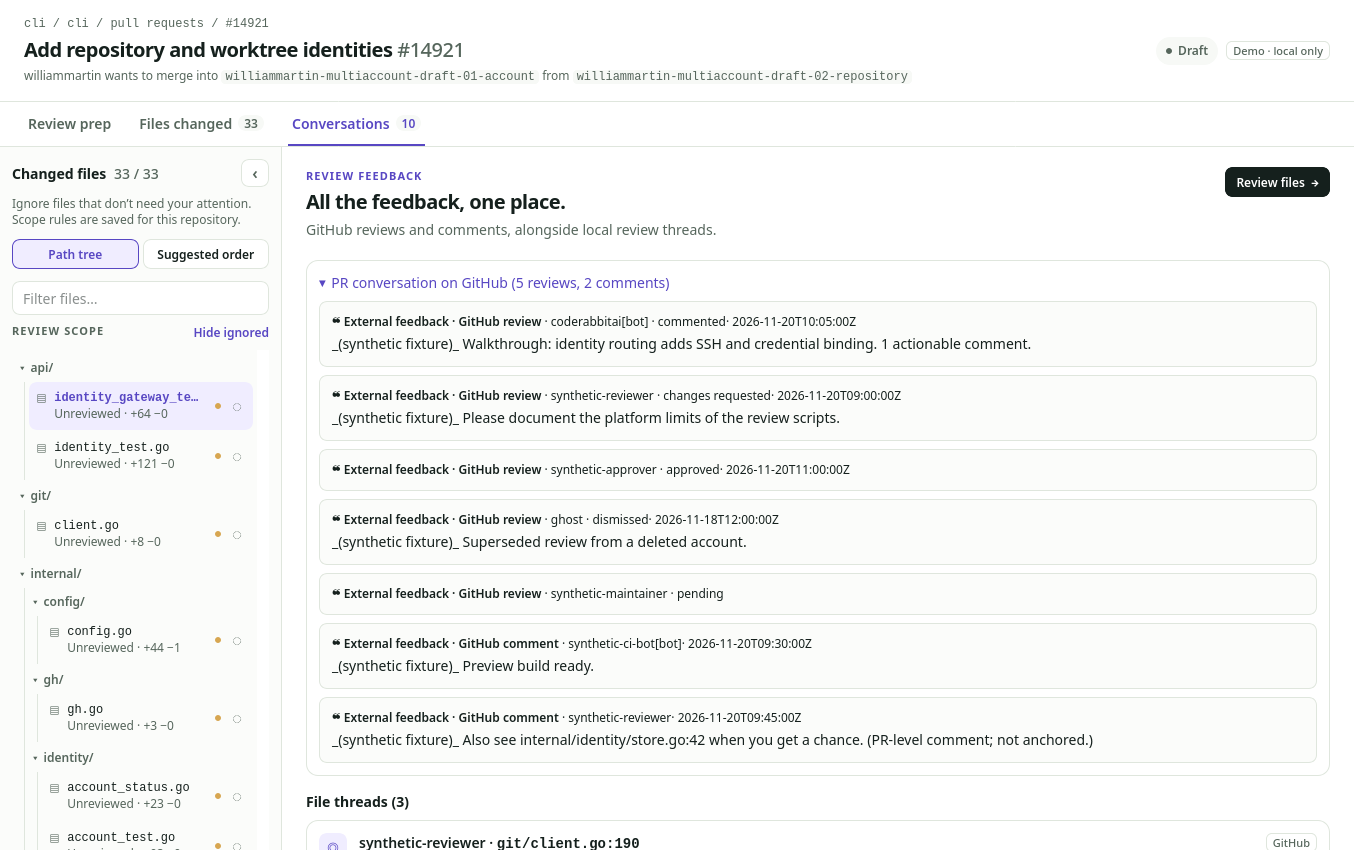 cli / cli / pull requests / #14921
Add repository and worktree identities #14921
williammartin wants to merge into williammartin-multiaccount-draft-01-account from williammartin-multiaccount-draft-02-repository
Draft
Demo · local only
Review prep
Files changed 33
Conversations 10
Changed files 33 / 33
Ignore files that don’t need your attention.
Scope rules are saved for this repository.
Path tree
Suggested order
Filter files...
REVIEW SCOPE
Hide ignored
api/
identity_gateway_te…
Unreviewed · +64 −0
identity_test.go
Unreviewed · +121 −0
git/
client.go
Unreviewed · +8 −0
internal/
config/
config.go
Unreviewed · +44 −1
gh/
gh.go
Unreviewed · +3 −0
identity/
account_status.go
Unreviewed · +23 −0
account_test.go
REVIEW FEEDBACK
All the feedback, one place.
GitHub reviews and comments, alongside local review threads.
Review files →
▾ PR conversation on GitHub (5 reviews, 2 comments)
❝ External feedback · GitHub review · coderabbitai[bot] · commented· 2026-11-20T10:05:00Z
_(synthetic fixture)_ Walkthrough: identity routing adds SSH and credential binding. 1 actionable comment.
❝ External feedback · GitHub review · synthetic-reviewer · changes requested· 2026-11-20T09:00:00Z
_(synthetic fixture)_ Please document the platform limits of the review scripts.
❝ External feedback · GitHub review · synthetic-approver · approved· 2026-11-20T11:00:00Z
❝ External feedback · GitHub review · ghost · dismissed· 2026-11-18T12:00:00Z
_(synthetic fixture)_ Superseded review from a deleted account.
❝ External feedback · GitHub review · synthetic-maintainer · pending
❝ External feedback · GitHub comment · synthetic-ci-bot[bot]· 2026-11-20T09:30:00Z
_(synthetic fixture)_ Preview build ready.
❝ External feedback · GitHub comment · synthetic-reviewer· 2026-11-20T09:45:00Z
_(synthetic fixture)_ Also see internal/identity/store.go:42 when you get a chance. (PR-level comment; not anchored.)
File threads (3)
synthetic-reviewer · git/client.go:190
GitHub